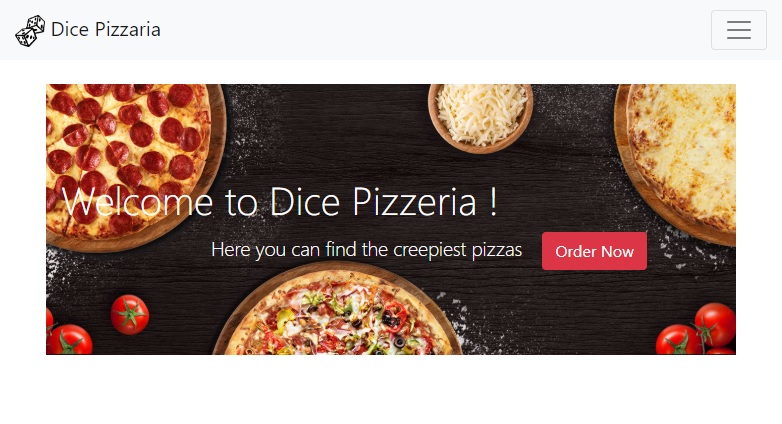 Dice Pizzaria
Welcome to Dice Pizzeria !
Here you can find the creepiest pizzas
Order Now